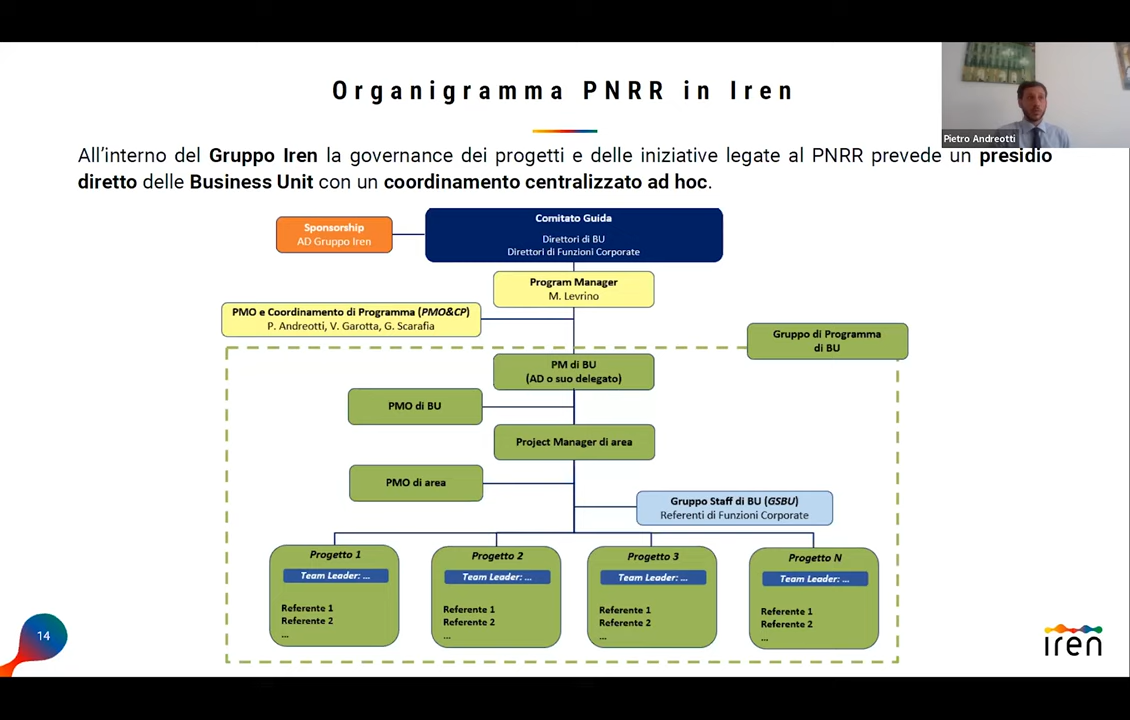 Organigramma PNRR in Iren
Pietro Andreotti
All’interno del Gruppo Iren la governance dei progetti e delle iniziative legate al PNRR prevede un presidio
diretto delle Business Unit con un coordinamento centralizzato ad hoc.
Sponsorship
AD Gruppo Iren
Comitato Guida
Direttori di BU
Direttori di Funzioni Corporate
Program Manager
M. Levrino
PMO e Coordinamento di Programma (PMO&CP)
P. Andreotti, V. Garotta, G. Scarafia
Gruppo di Programma
di BU
PM di BU
(AD o suo delegato)
PMO di BU
Project Manager di area
PMO di area
Gruppo Staff di BU (GSBU)
Referenti di Funzioni Corporate
Progetto 1
Team Leader: ...
Referente 1
Referente 2
...
Progetto 2
Team Leader: ...
Referente 1
Referente 2
...
Progetto 3
Team Leader: ...
Referente 1
Referente 2
...
Progetto N
Team Leader: ...
Referente 1
Referente 2
...
14
iren